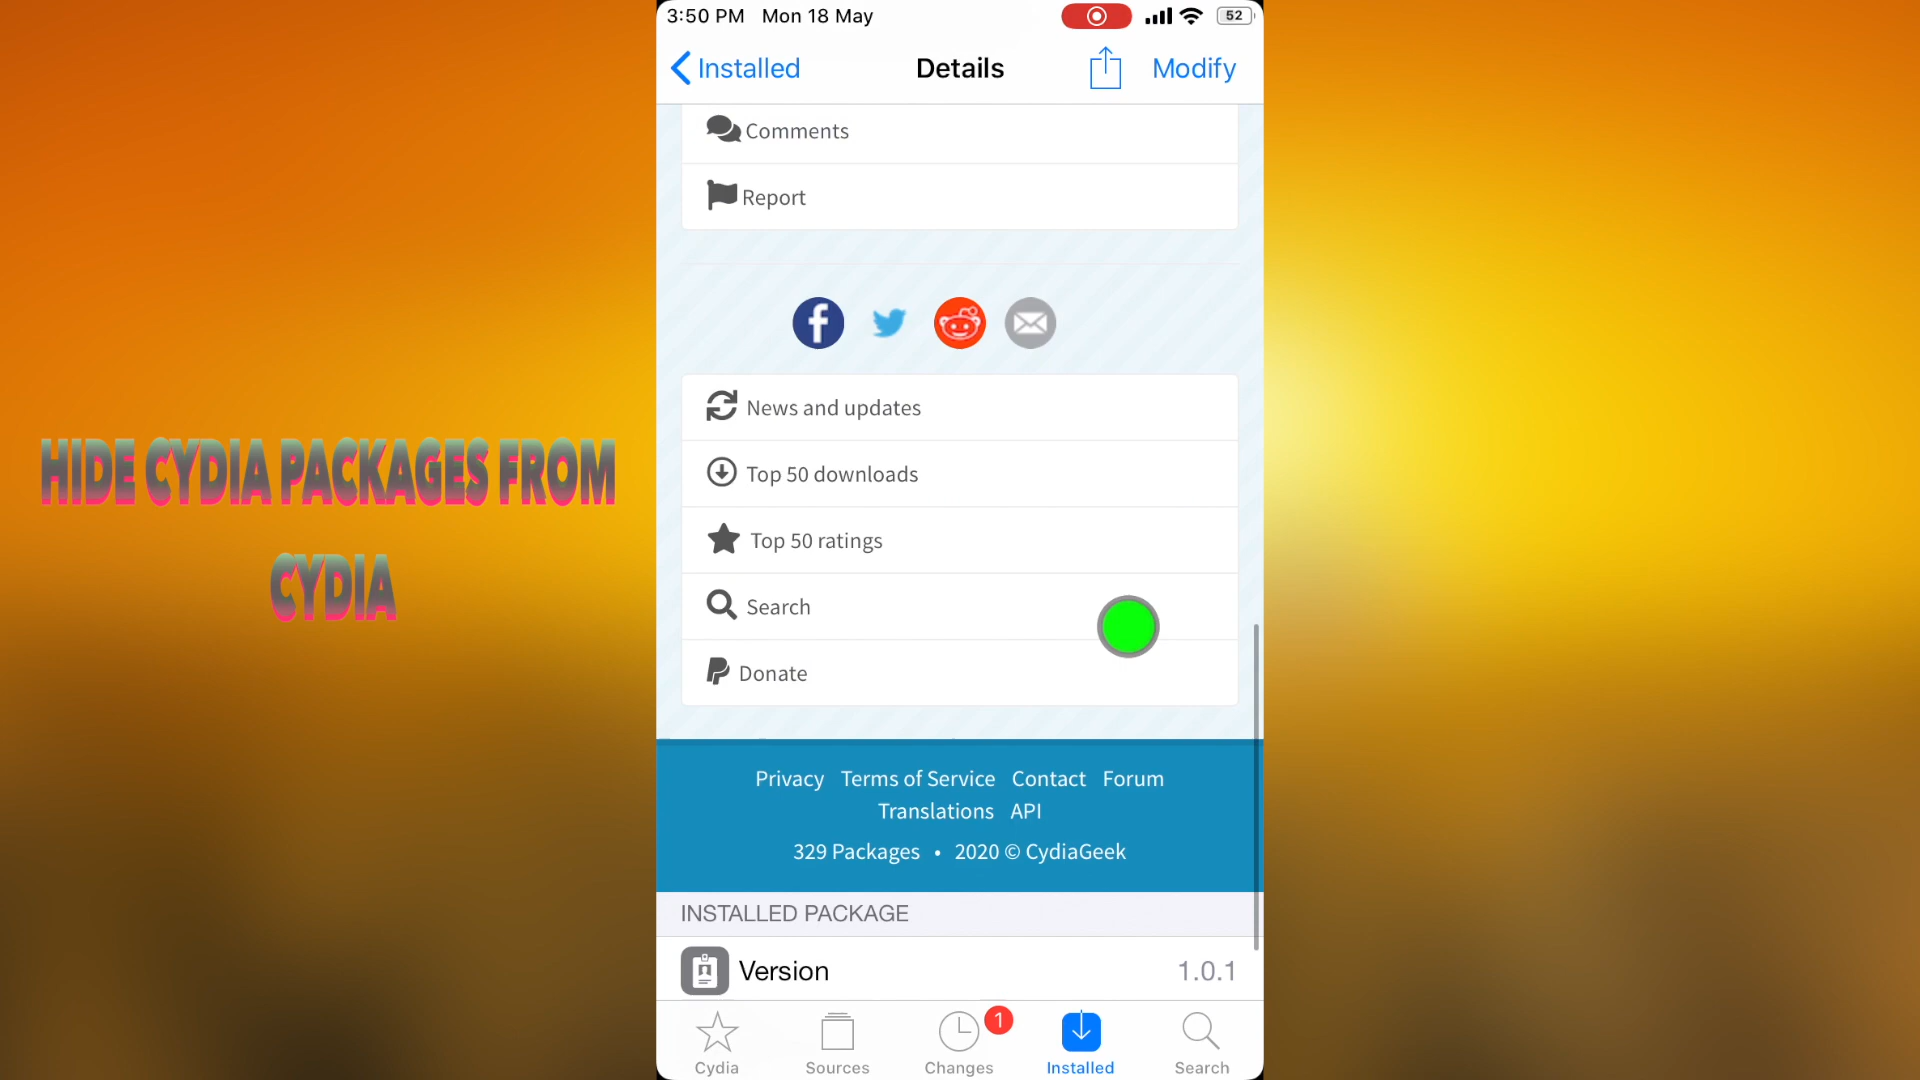 3:50 PM Mon 18 May
52
Installed
Details
Modify
Comments
Report
News and updates
Top 50 downloads
Top 50 ratings
Search
Donate
Privacy Terms of Service Contact Forum
Translations API
329 Packages • 2020 © CydiaGeek
INSTALLED PACKAGE
Version 1.0.1
1
Cydia
Sources
Changes
Installed
Search
HIDE CYDIA PACKAGES FROM
CYDIA